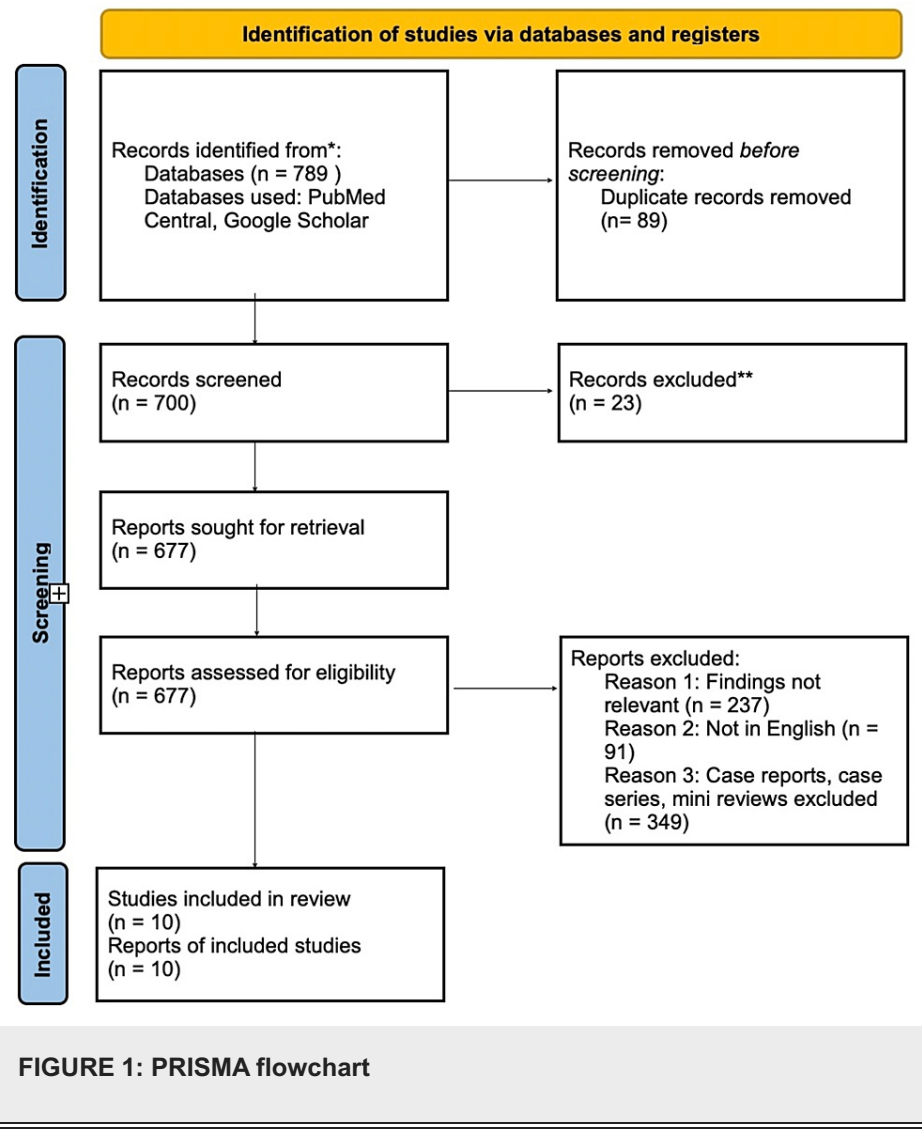 Identification of studies via databases and registers
Identification
Records identified from*:
Databases (n = 789 )
Databases used: PubMed
Central, Google Scholar
Records removed before
screening:
Duplicate records removed
(n= 89)
Screening
Records screened
(n = 700)
Records excluded**
(n = 23)
Reports sought for retrieval
(n = 677)
Reports assessed for eligibility
(n = 677)
Reports excluded:
Reason 1: Findings not
relevant (n = 237)
Reason 2: Not in English (n =
91)
Reason 3: Case reports, case
series, mini reviews excluded
(n = 349)
Included
Studies included in review
(n = 10)
Reports of included studies
(n = 10)
FIGURE 1: PRISMA flowchart